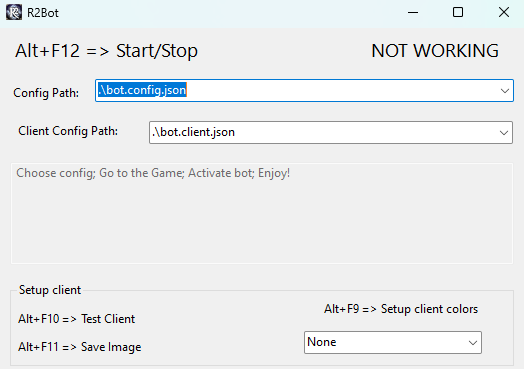 R2Bot
Alt+F12 => Start/Stop NOT WORKING
Config Path: .\bot.config.json
Client Config Path: .\bot.client.json
Choose config; Go to the Game; Activate bot; Enjoy!
Setup client
Alt+F9 => Setup client colors
Alt+F10 => Test Client
Alt+F11 => Save Image None